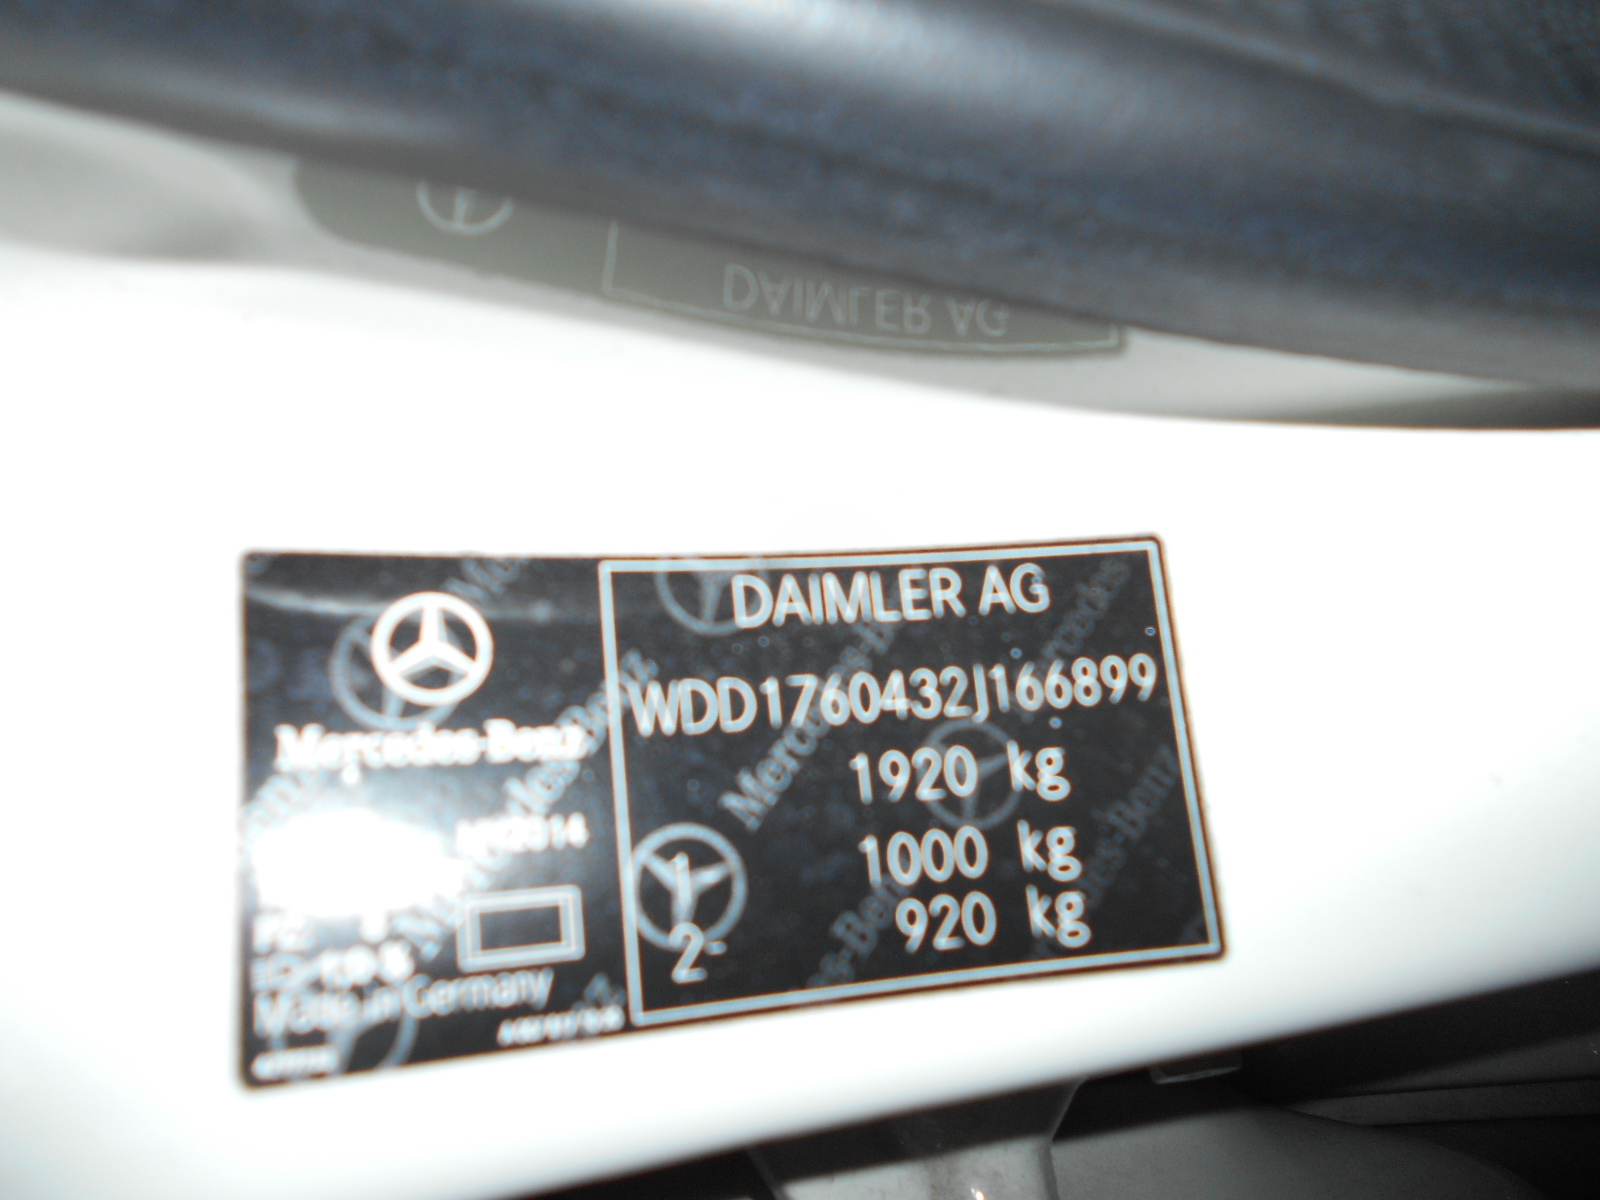 DAIMLER AG
Mercedes-Benz
Made in Germany
DAIMLER AG
WDD1760432J166899
1920 kg
1- 1000 kg
2- 920 kg